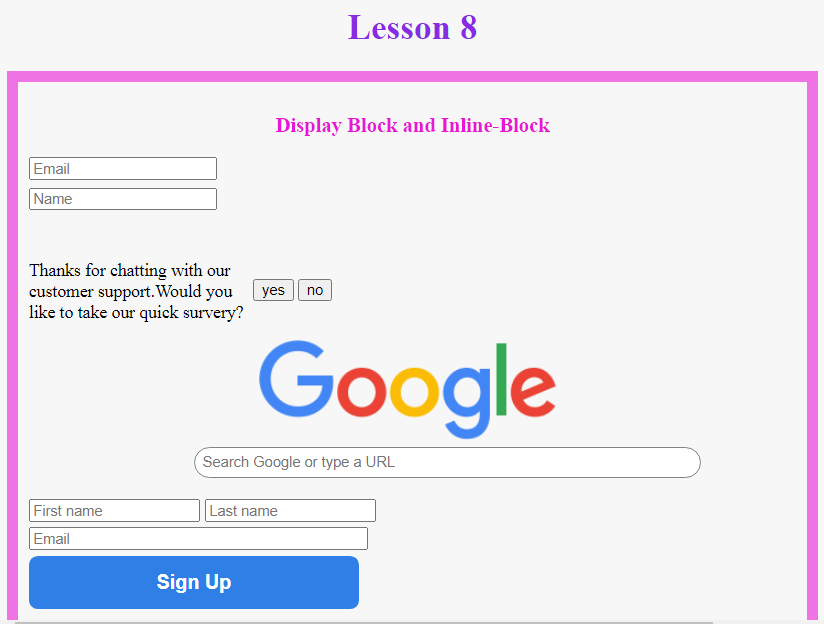 Lesson 8
Display Block and Inline-Block
Email
Name
Thanks for chatting with our
customer support.Would you
like to take our quick survery?
yes no
Google
Search Google or type a URL
First name Last name
Email
Sign Up